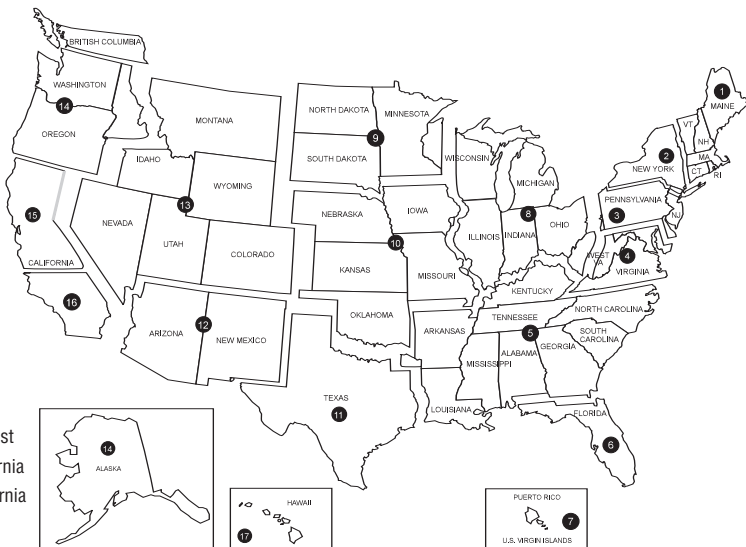 BRITISH COLUMBIA
WASHINGTON
14
OREGON
MONTANA
IDAHO
WYOMING
13
NEVADA
UTAH
COLORADO
15
CALIFORNIA
16
ARIZONA
12
NEW MEXICO
NORTH DAKOTA
MINNESOTA
9
SOUTH DAKOTA
WISCONSIN
MICHIGAN
NEBRASKA
IOWA
10
KANSAS
MISSOURI
OKLAHOMA
ARKANSAS
TEXAS
11
LOUISIANA
ILLINOIS
8
INDIANA
OHIO
KENTUCKY
TENNESSEE
5
MISSISSIPPI
ALABAMA
GEORGIA
1
MAINE
VT
NH
2
NEW YORK
MA
CT
RI
PENNSYLVANIA
3
NJ
WEST
VA
4
VIRGINIA
NORTH CAROLINA
SOUTH
CAROLINA
FLORIDA
6
st
rnia
rnia
14
ALASKA
HAWAII
17
PUERTO RICO
7
U.S. VIRGIN ISLANDS